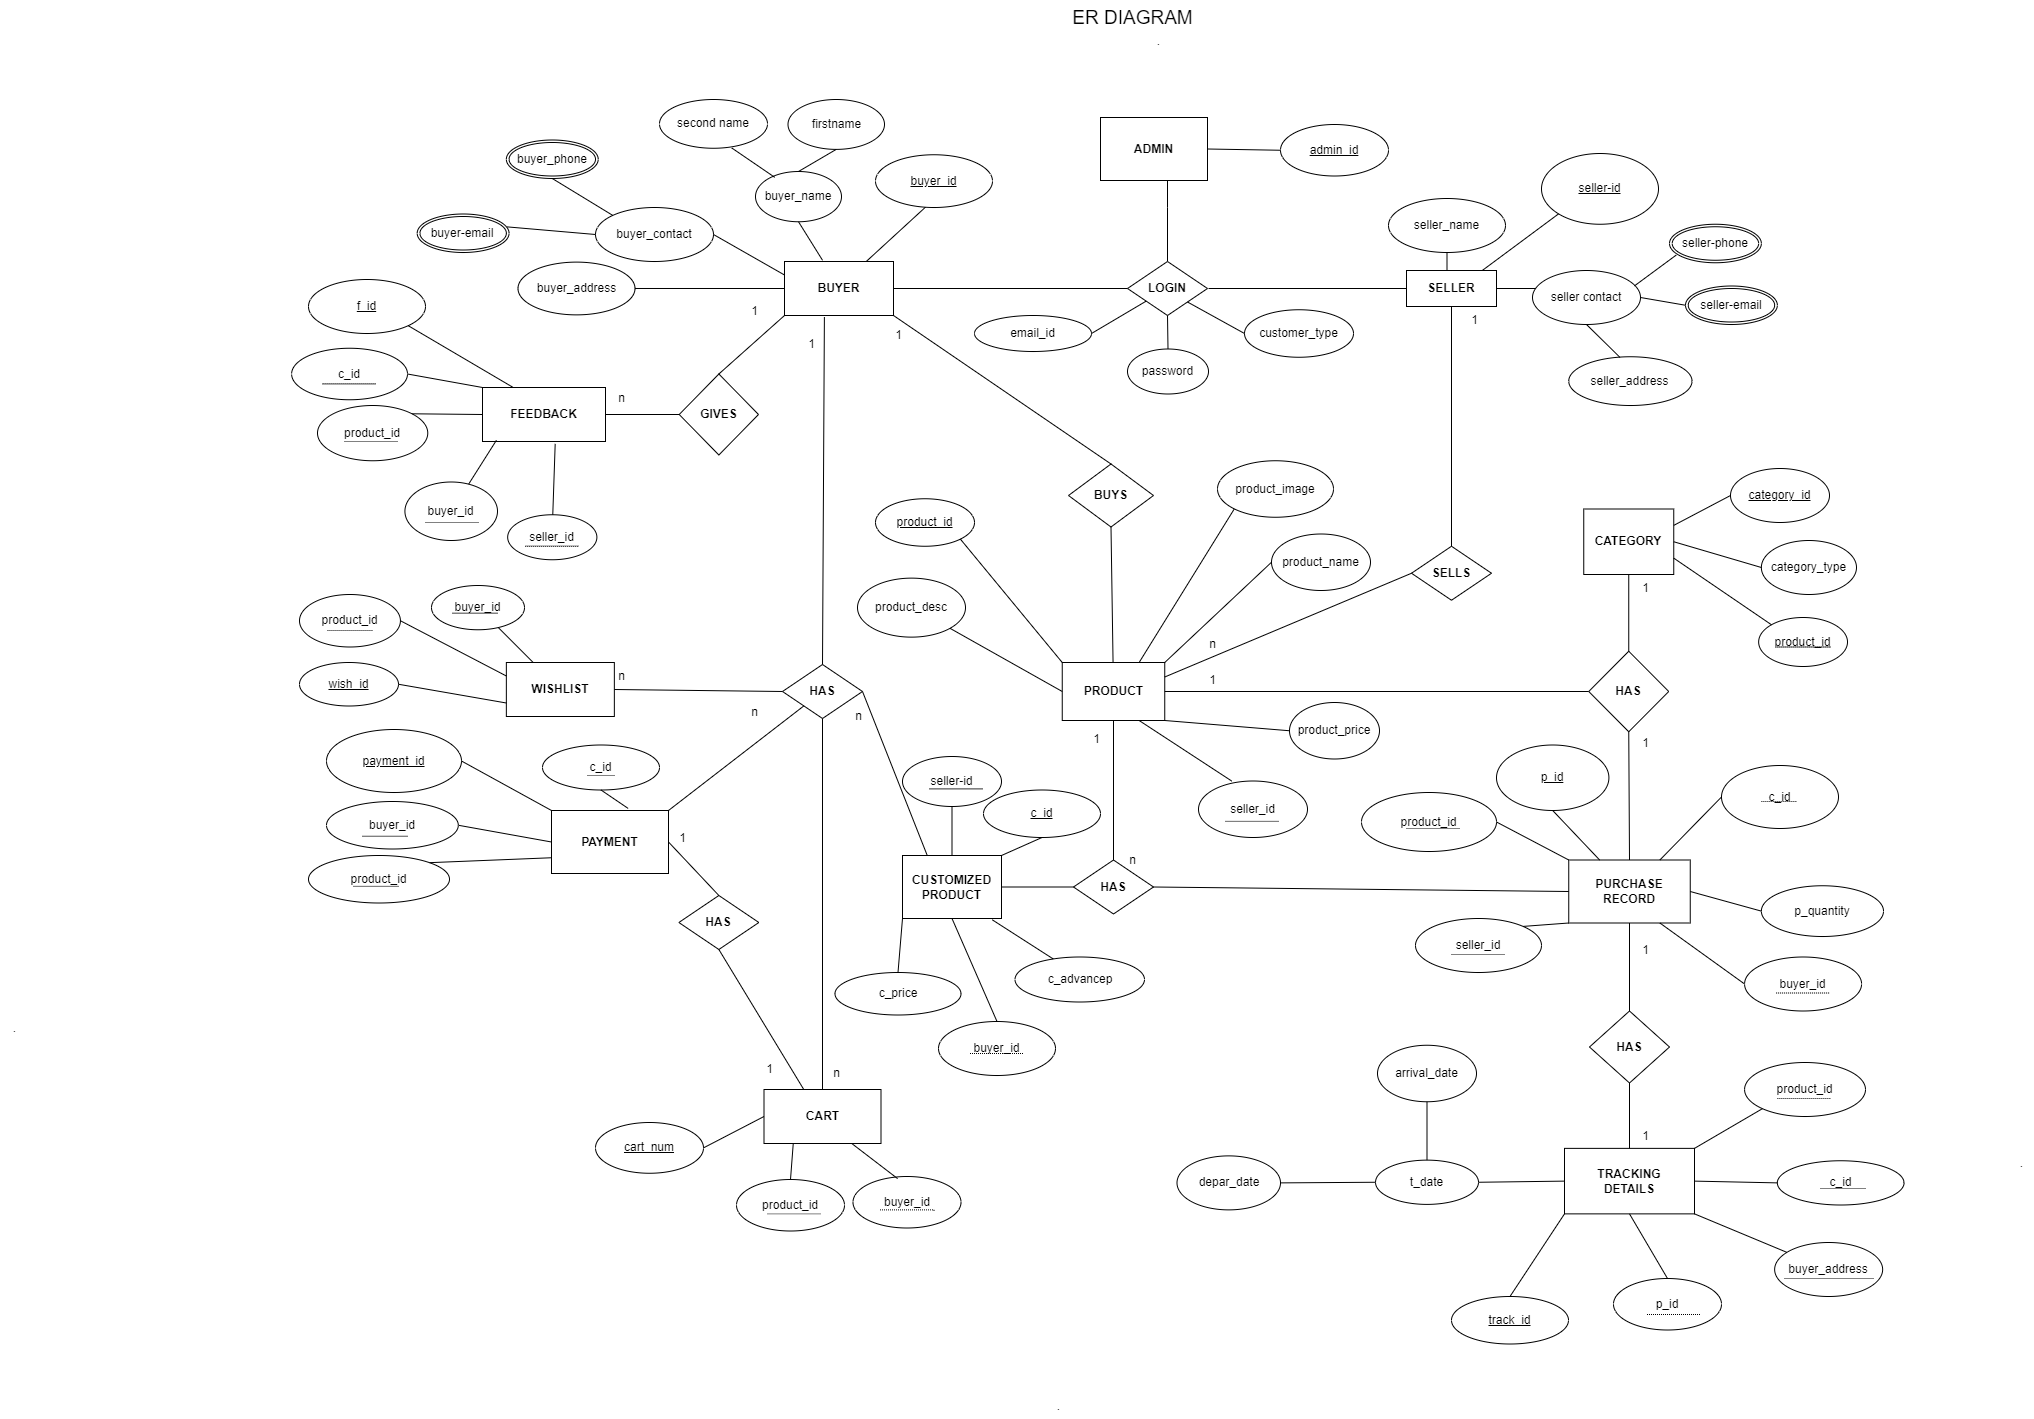 ER DIAGRAM
second name
firstname
ADMIN
admin_id
buyer_phone
buyer_name
buyer_id
seller-id
buyer-email
buyer_contact
seller_name
seller-phone
buyer_address
BUYER
LOGIN
SELLER
seller contact
seller-email
f_id
1
1
1
email_id
customer_type
1
password
seller_address
c_id
FEEDBACK
n
GIVES
product_id
buyer_id
seller_id
BUYS
product_image
product_id
product_name
SELLS
CATEGORY
category_id
category_type
1
product_id
product_desc
product_id
buyer_id
n
wish_id
WISHLIST
n
HAS
n
n
PRODUCT
1
HAS
product_price
1
1
payment_id
c_id
seller-id
seller_id
p_id
c_id
product_id
buyer_id
PAYMENT
1
c_id
product_id
n
CUSTOMIZED
PRODUCT
HAS
PURCHASE
RECORD
p_quantity
HAS
seller_id
1
c_price
c_advancep
buyer_id
buyer_id
HAS
1
n
arrival_date
product_id
CART
1
cart_num
product_id
buyer_id
depar_date
t_date
TRACKING
DETAILS
c_id
buyer_address
track_id
p_id